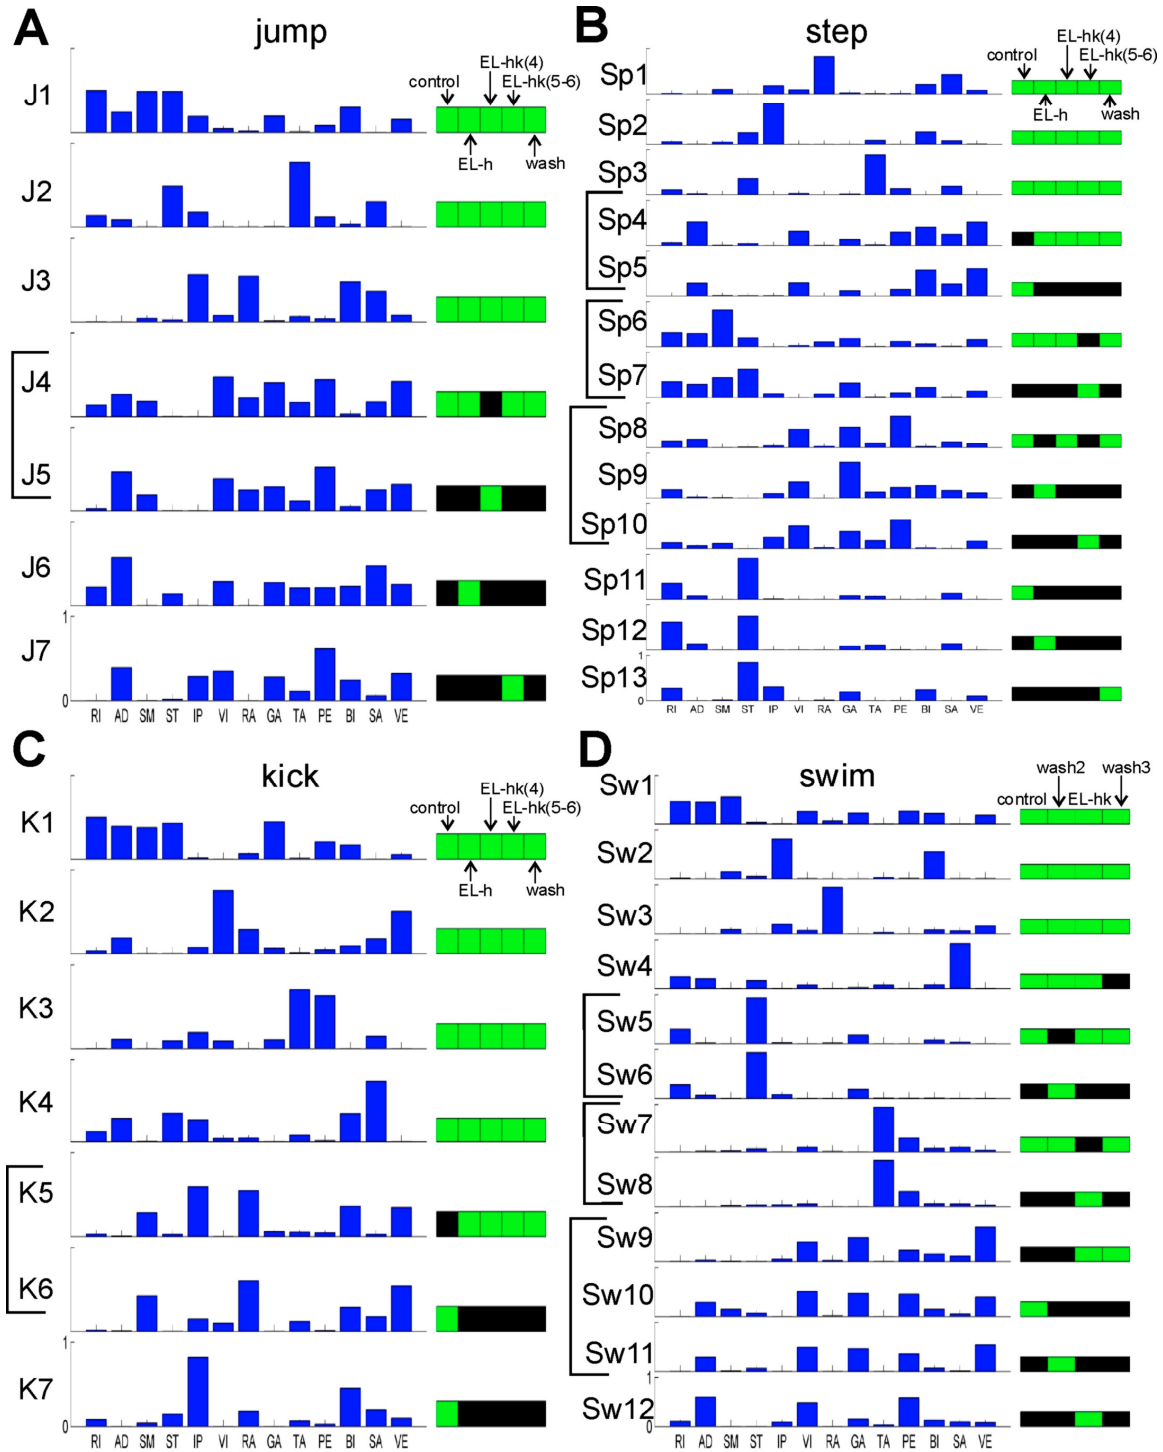 A
jump
J1
control
EL-hk(4)
EL-hk(5-6)
EL-h
wash
J2
J3
J4
J5
J6
J7
1
0
RI AD SM ST IP VI RA GA TA PE BI SA VE
B
step
Sp1
EL-hk(4)
control
EL-hk(5-6)
EL-h
wash
Sp2
Sp3
Sp4
Sp5
Sp6
Sp7
Sp8
Sp9
Sp10
Sp11
Sp12
Sp13
1
0
RI AD SM ST IP VI RA GA TA PE BI SA VE
C
kick
K1
EL-hk(4)
control
EL-hk(5-6)
EL-h
wash
K2
K3
K4
K5
K6
K7
1
0
RI AD SM ST IP VI RA GA TA PE BI SA VE
D
swim
Sw1
wash2 wash3
control EL-hk
Sw2
Sw3
Sw4
Sw5
Sw6
Sw7
Sw8
Sw9
Sw10
Sw11
Sw12
1
0
RI AD SM ST IP VI RA GA TA PE BI SA VE